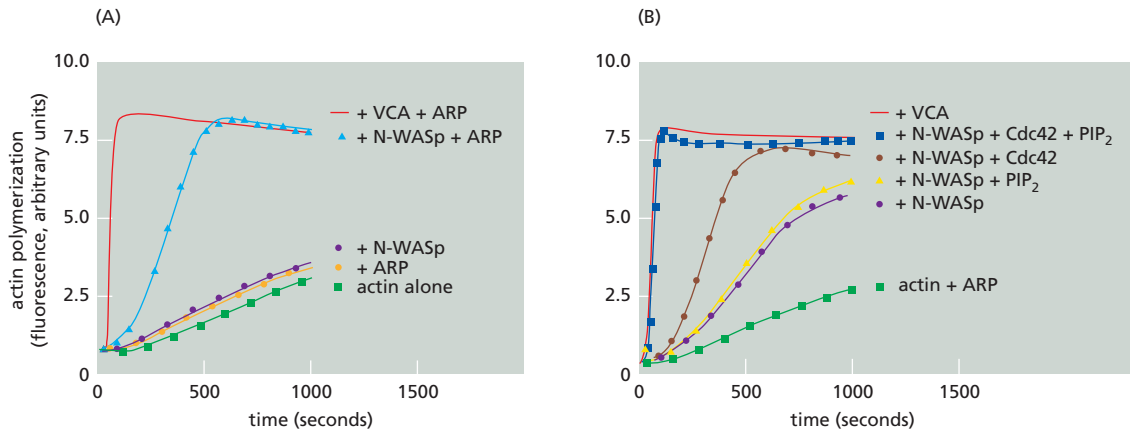 (A)
actin polymerization
(fluorescence, arbitrary units)
10.0
7.5
5.0
2.5
0
0
500
1000
1500
time (seconds)
+ VCA + ARP
+ N-WASp + ARP
+ N-WASp
+ ARP
actin alone
(B)
10.0
7.5
5.0
2.5
0
0
500
1000
1500
time (seconds)
+ VCA
+ N-WASp + Cdc42 + PIP₂
+ N-WASp + Cdc42
+ N-WASp + PIP₂
+ N-WASp
actin + ARP